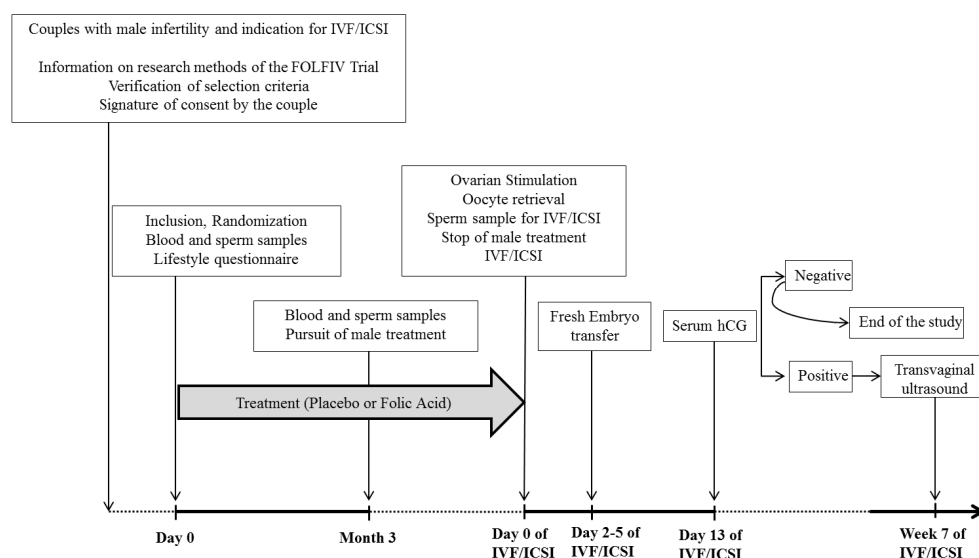 Couples with male infertility and indication for IVF/ICSI
Information on research methods of the FOLFIV Trial
Verification of selection criteria
Signature of consent by the couple
Inclusion, Randomization
Blood and sperm samples
Lifestyle questionnaire
Blood and sperm samples
Pursuit of male treatment
Ovarian Stimulation
Oocyte retrieval
Sperm sample for IVF/ICSI
Stop of male treatment
IVF/ICSI
Fresh Embryo
transfer
Serum hCG
Negative
End of the study
Positive
Transvaginal
ultrasound
Treatment (Placebo or Folic Acid)
Day 0
Month 3
Day 0 of
IVF/ICSI
Day 2-5 of
IVF/ICSI
Day 13 of
IVF/ICSI
Week 7 of
IVF/ICSI